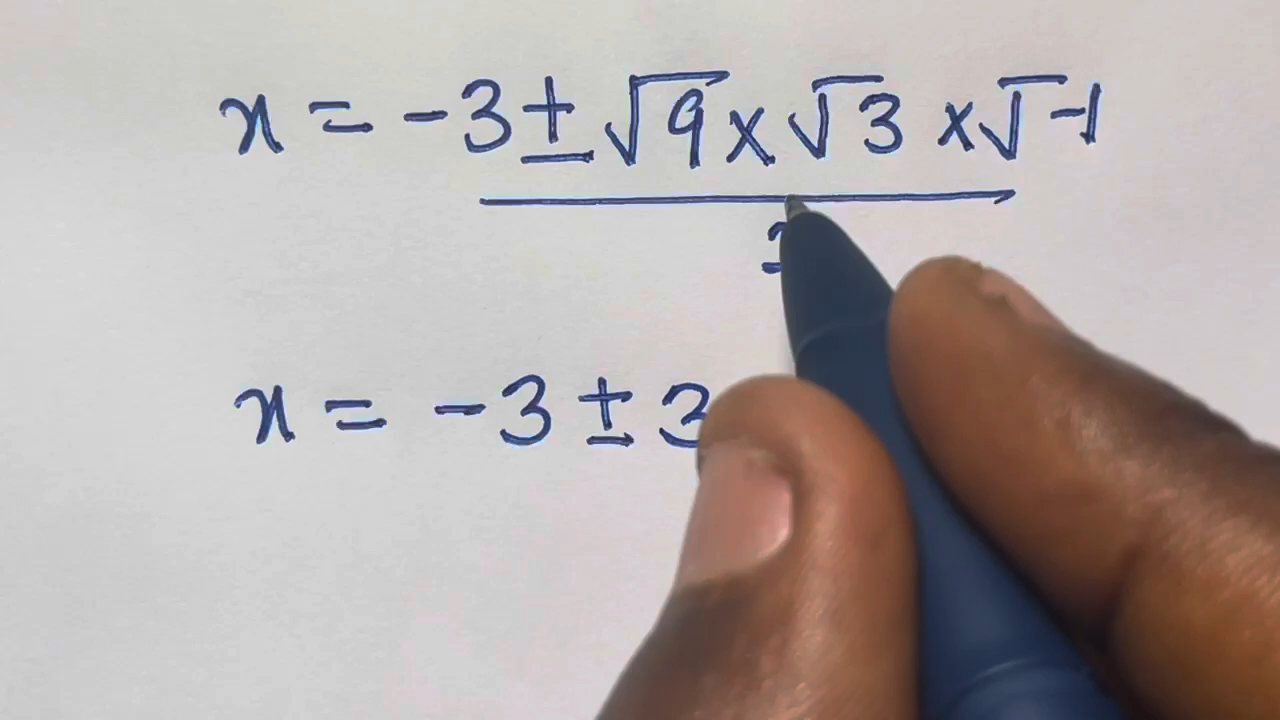 x = -3 ± √9 × √3 × √-1
x = -3 ± 3